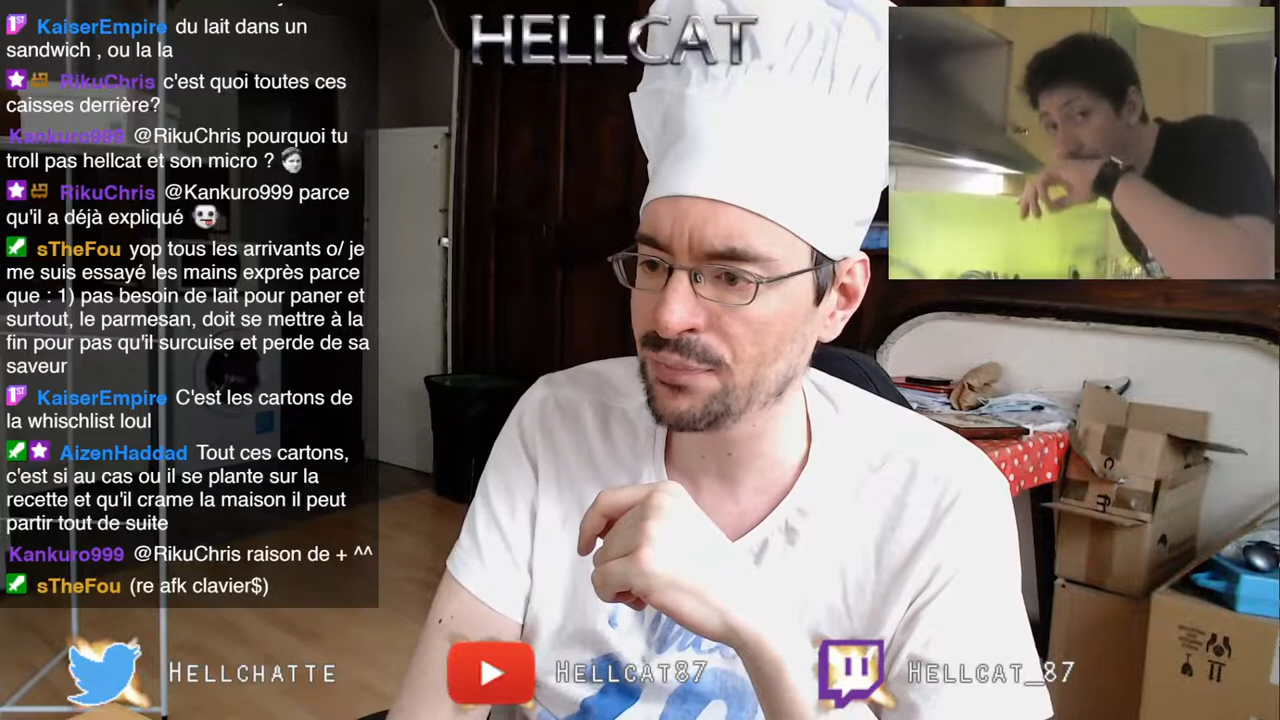 KaiserEmpire du lait dans un
sandwich , ou la la
RikuChris c'est quoi toutes ces
caisses derrière?
Kankuro999 @RikuChris pourquoi tu
troll pas hellcat et son micro ?
RikuChris @Kankuro999 parce
qu'il a déjà expliqué
sTheFou yop tous les arrivants o/ je
me suis essayé les mains exprès parce
que : 1) pas besoin de lait pour paner et
surtout, le parmesan, doit se mettre à la
fin pour pas qu'il surcuise et perde de sa
saveur
KaiserEmpire C'est les cartons de
la whischlist loul
AizenHaddad Tout ces cartons,
c'est si au cas ou il se plante sur la
recette et qu'il crame la maison il peut
partir tout de suite
Kankuro999 @RikuChris raison de + ^^
sTheFou (re afk clavier$)
HELLCAT
HELLCHATTE
HELLCAT87
HELLCAT_87